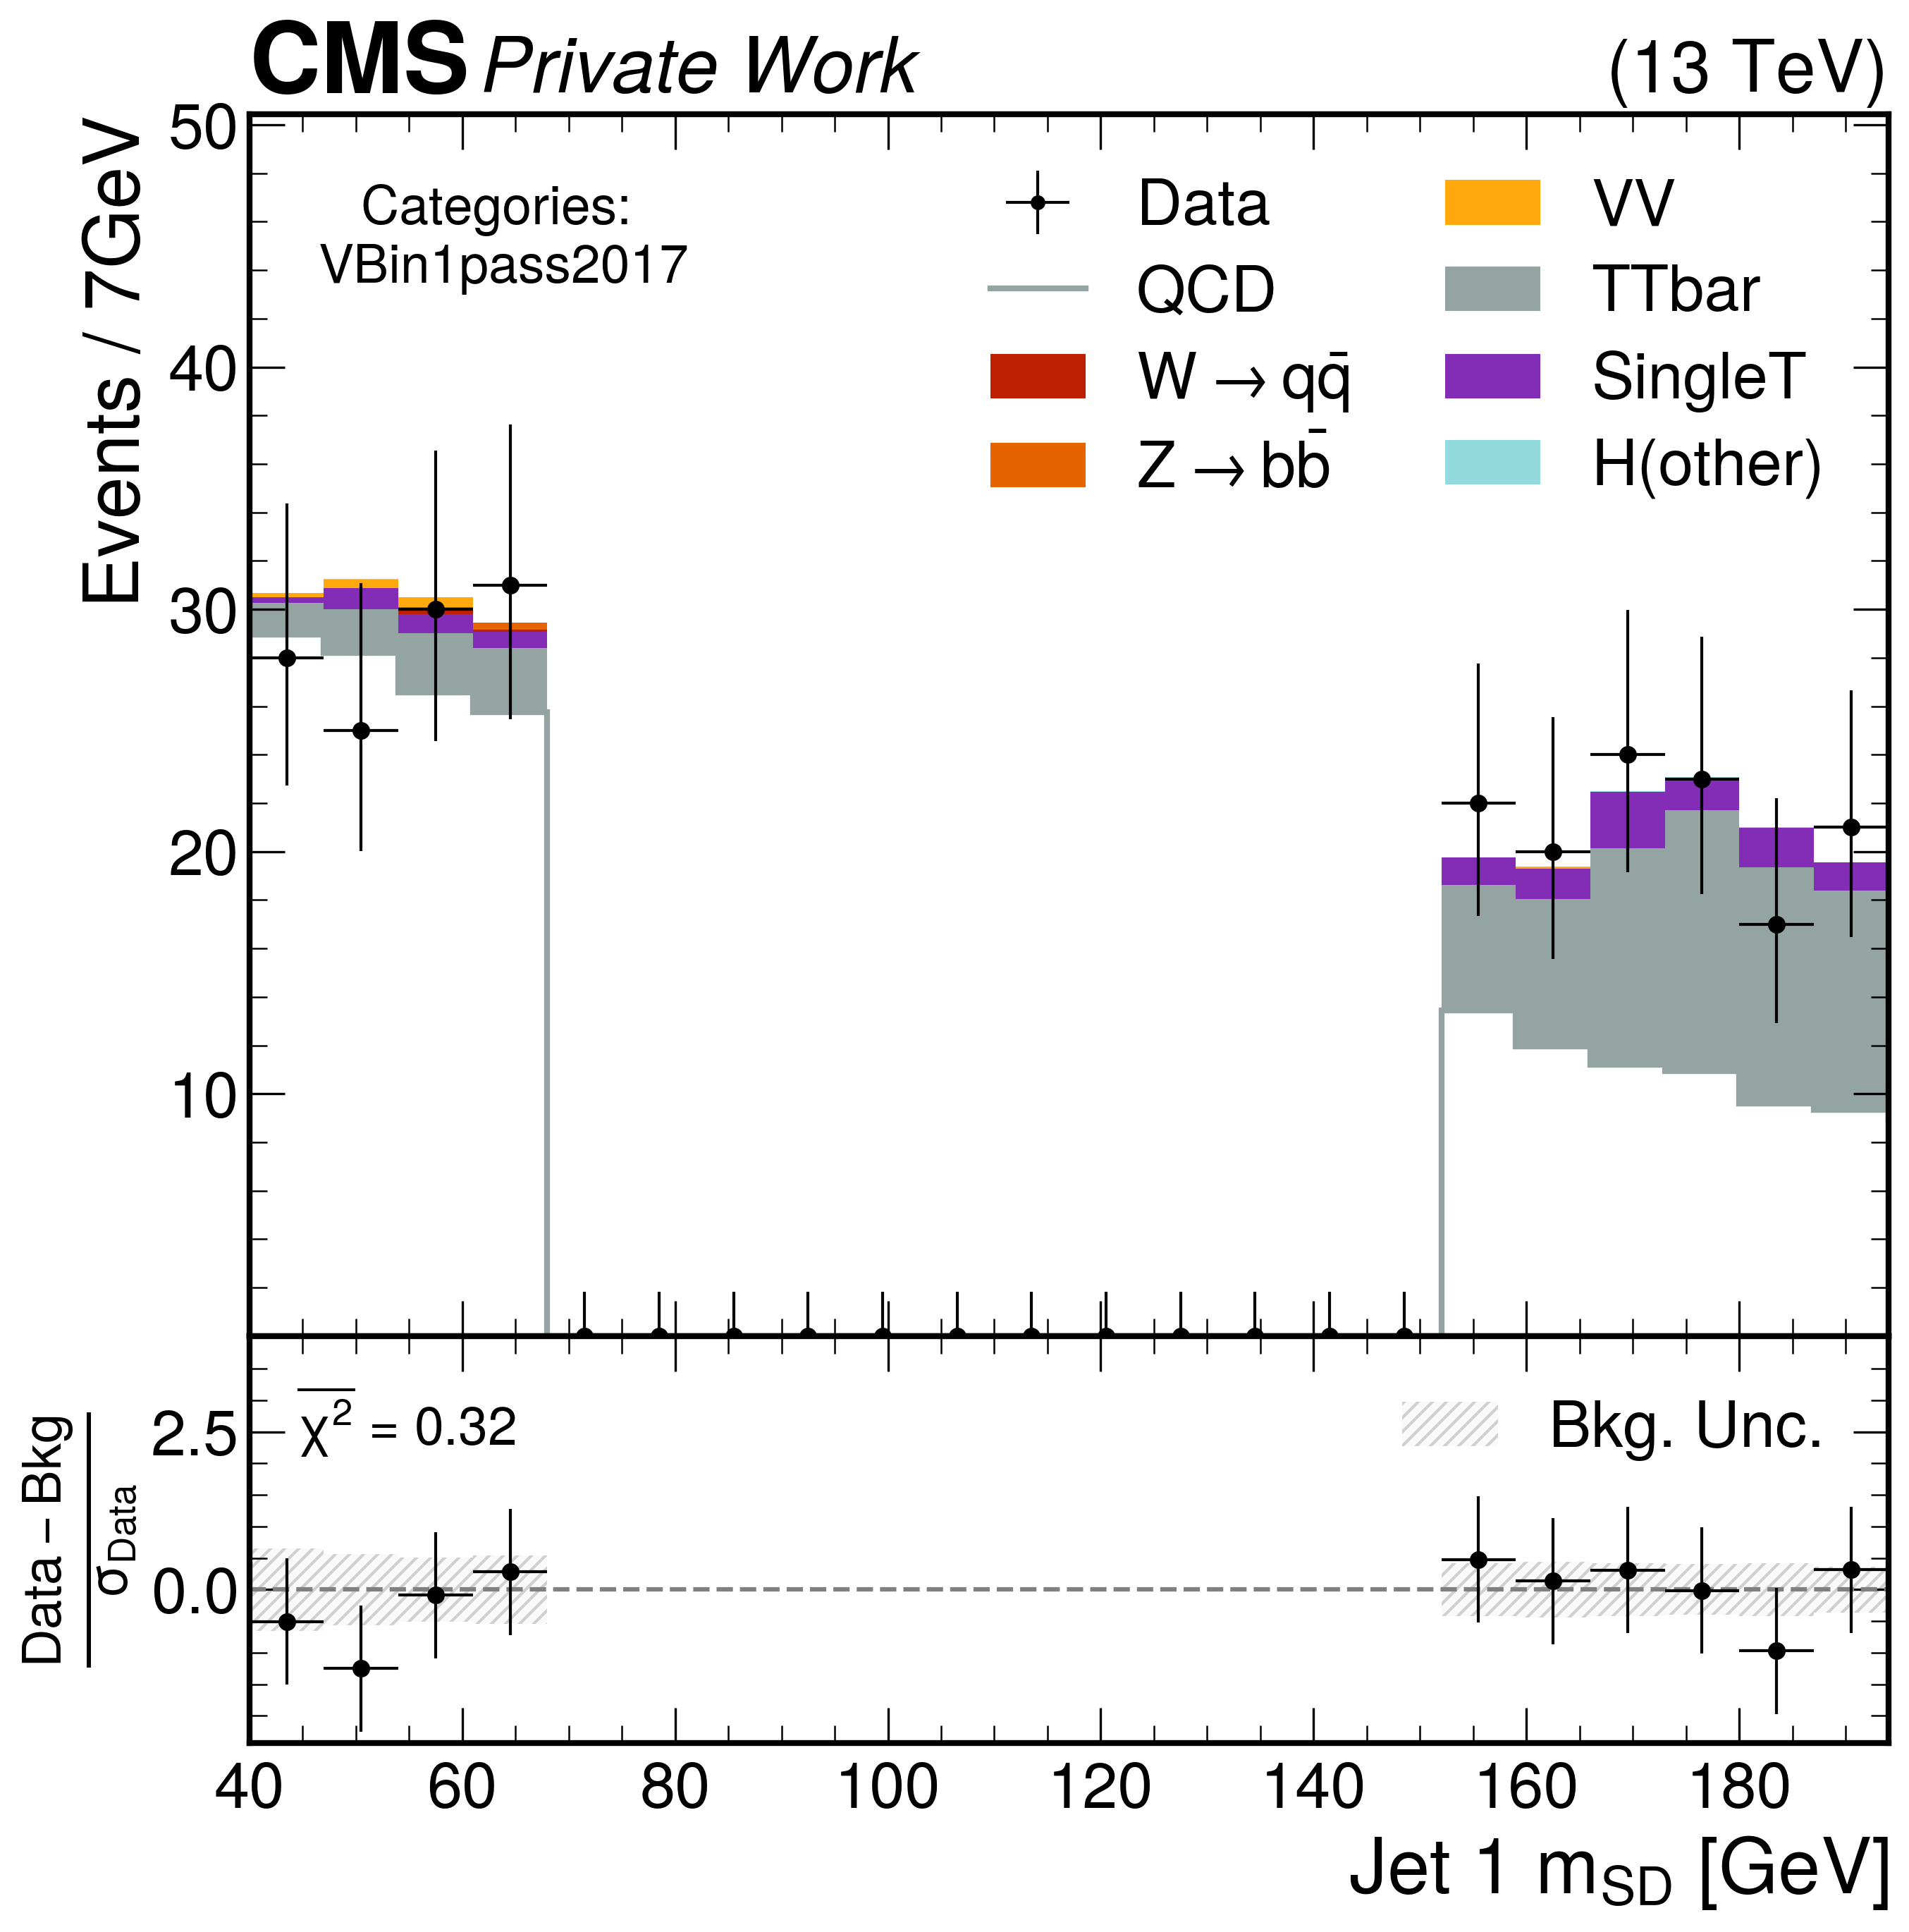 CMS Private Work (13 TeV)
Events / 7GeV
50
40
30
20
10
Categories:
VBin1pass2017
Data
QCD
W → qq̄
Z → bb̄
VV
TTbar
SingleT
H(other)
Data − Bkg
σData
2.5
0.0
χ² = 0.32
Bkg. Unc.
40 60 80 100 120 140 160 180
Jet 1 mSD [GeV]